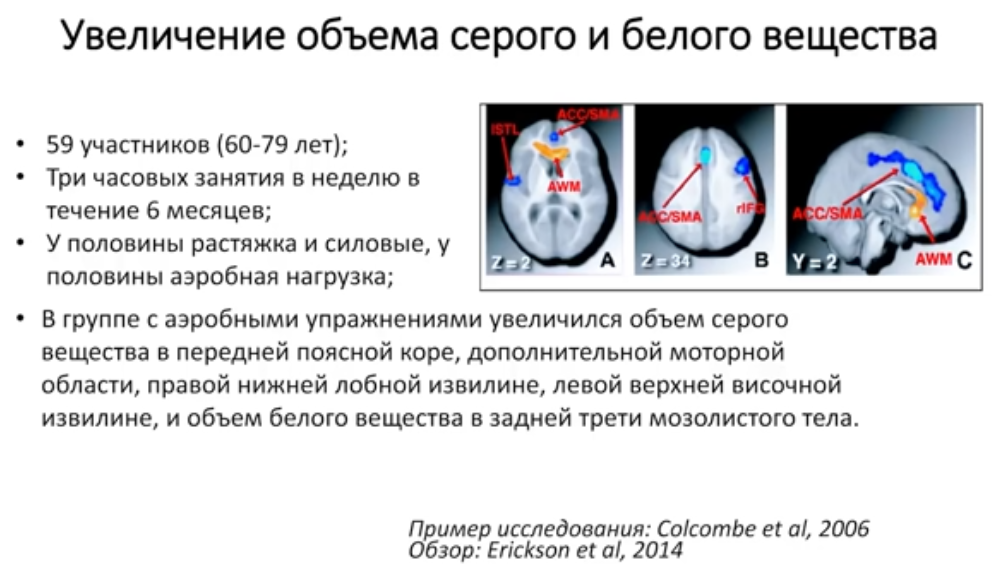 Увеличение объема серого и белого вещества
• 59 участников (60-79 лет);
• Три часовых занятия в неделю в
течение 6 месяцев;
• У половины растяжка и силовые, у
половины аэробная нагрузка;
ACC/SMA
lSTL
AWM
Z = 2
A
ACC/SMA
rIFG
Z = 34
B
ACC/SMA
AWM
Y = 2
C
• В группе с аэробными упражнениями увеличился объем серого
вещества в передней поясной коре, дополнительной моторной
области, правой нижней лобной извилине, левой верхней височной
извилине, и объем белого вещества в задней трети мозолистого тела.
Пример исследования: Colcombe et al, 2006
Обзор: Erickson et al, 2014